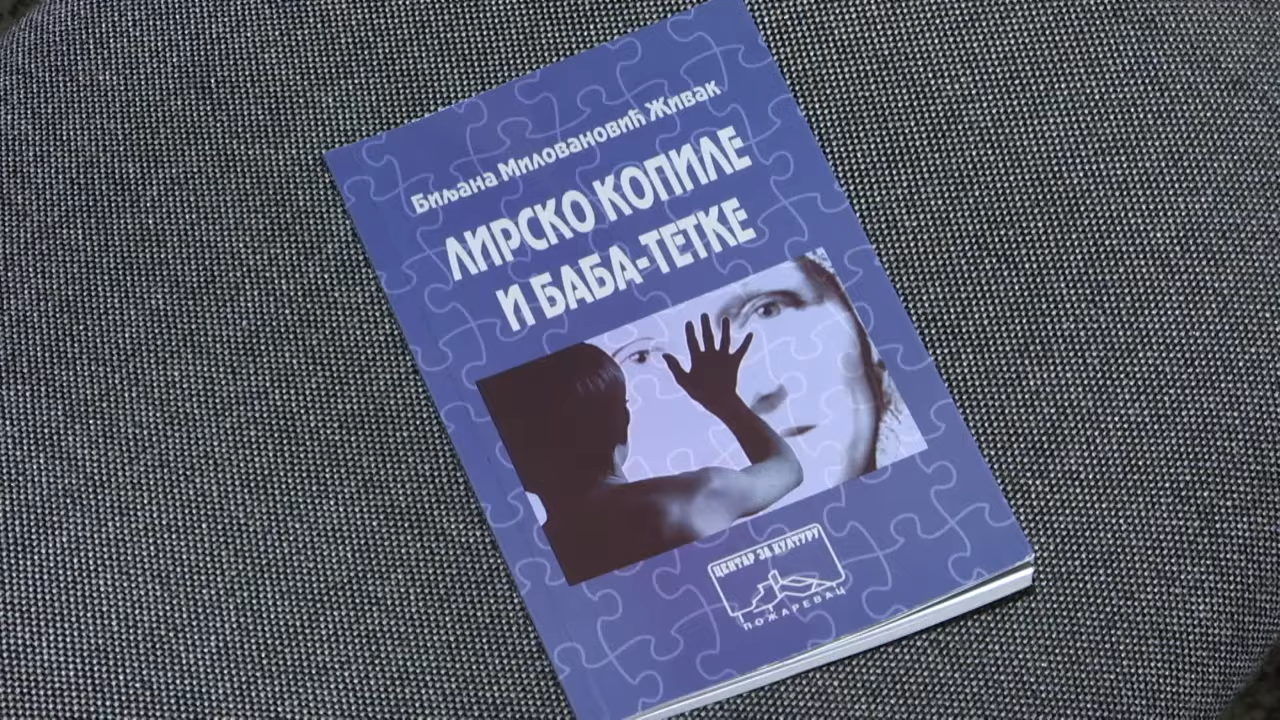 Биљана Миловановић Живак
ЛИРСКО КОПИЛЕ
И БАБА-ТЕТКЕ
ЦЕНТАР ЗА КУЛТУРУ
ПОЖАРЕВАЦ